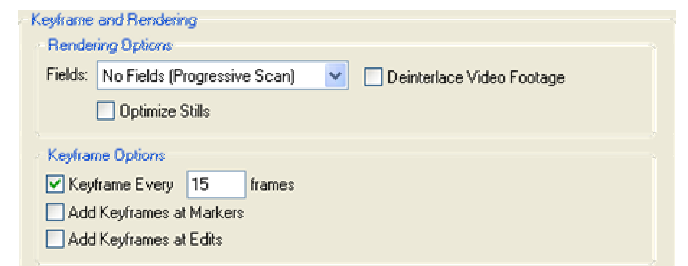 Keyframe and Rendering
Rendering Options
Fields: No Fields (Progressive Scan) Deinterlace Video Footage
Optimize Stills
Keyframe Options
Keyframe Every 15 frames
Add Keyframes at Markers
Add Keyframes at Edits